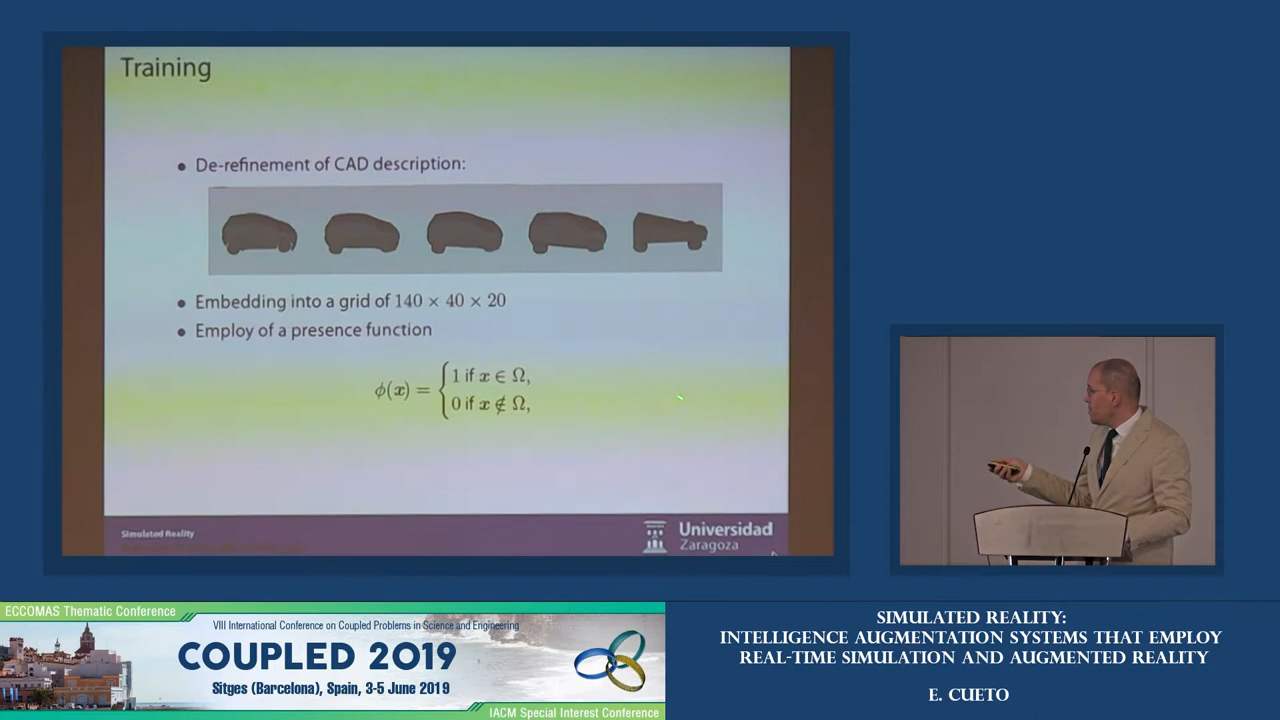 Training
• De-refinement of CAD description:
• Embedding into a grid of 140 × 40 × 20
• Employ of a presence function
ϕ(x) = { 1 if x ∈ Ω,
0 if x ∉ Ω,
Simulated Reality
Universidad
Zaragoza
ECCOMAS Thematic Conference
VIII International Conference on Coupled Problems in Science and Engineering
COUPLED 2019
Sitges (Barcelona), Spain, 3-5 June 2019
IACM Special Interest Conference
SIMULATED REALITY:
INTELLIGENCE AUGMENTATION SYSTEMS THAT EMPLOY
REAL-TIME SIMULATION AND AUGMENTED REALITY
E. CUETO